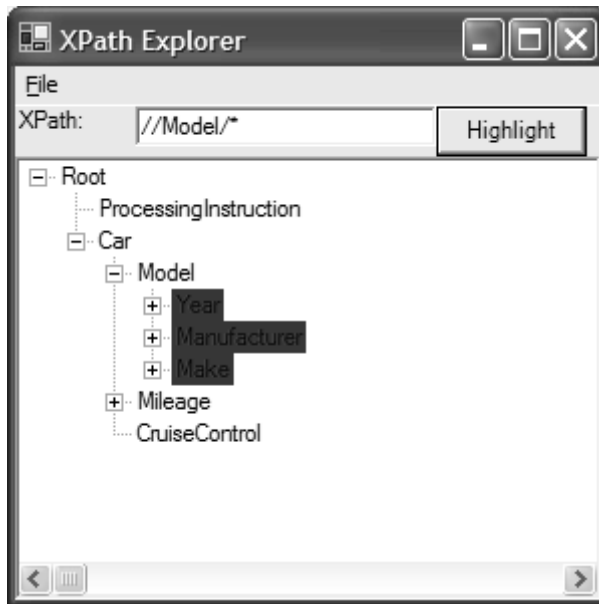 XPath Explorer
File
XPath: //Model/* Highlight
Root
ProcessingInstruction
Car
Model
Year
Manufacturer
Make
Mileage
CruiseControl